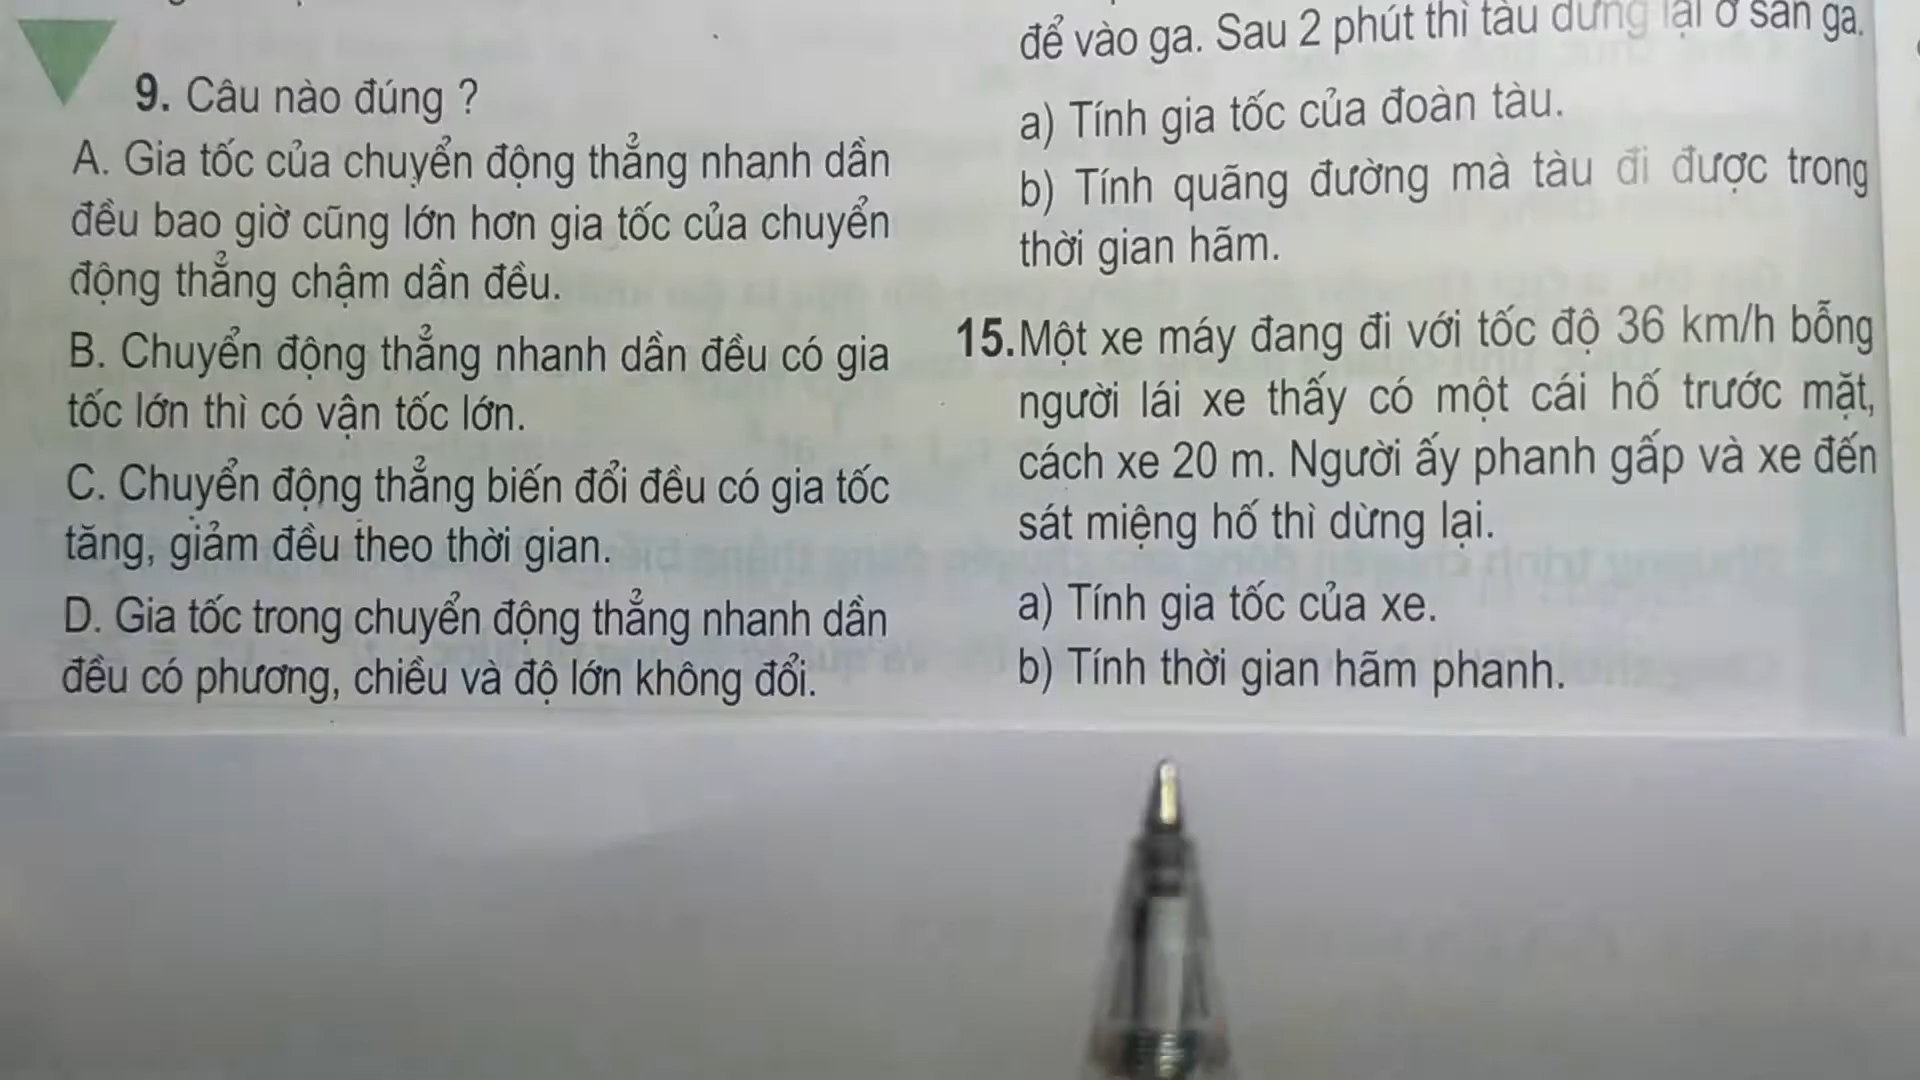 9. Câu nào đúng ?
A. Gia tốc của chuyển động thẳng nhanh dần
đều bao giờ cũng lớn hơn gia tốc của chuyển
động thẳng chậm dần đều.
B. Chuyển động thẳng nhanh dần đều có gia
tốc lớn thì có vận tốc lớn.
C. Chuyển động thẳng biến đổi đều có gia tốc
tăng, giảm đều theo thời gian.
D. Gia tốc trong chuyển động thẳng nhanh dần
đều có phương, chiều và độ lớn không đổi.
để vào ga. Sau 2 phút thì tàu dừng lại ở sân ga.
a) Tính gia tốc của đoàn tàu.
b) Tính quãng đường mà tàu đi được trong
thời gian hãm.
15. Một xe máy đang đi với tốc độ 36 km/h bỗng
người lái xe thấy có một cái hố trước mặt,
cách xe 20 m. Người ấy phanh gấp và xe đến
sát miệng hố thì dừng lại.
a) Tính gia tốc của xe.
b) Tính thời gian hãm phanh.